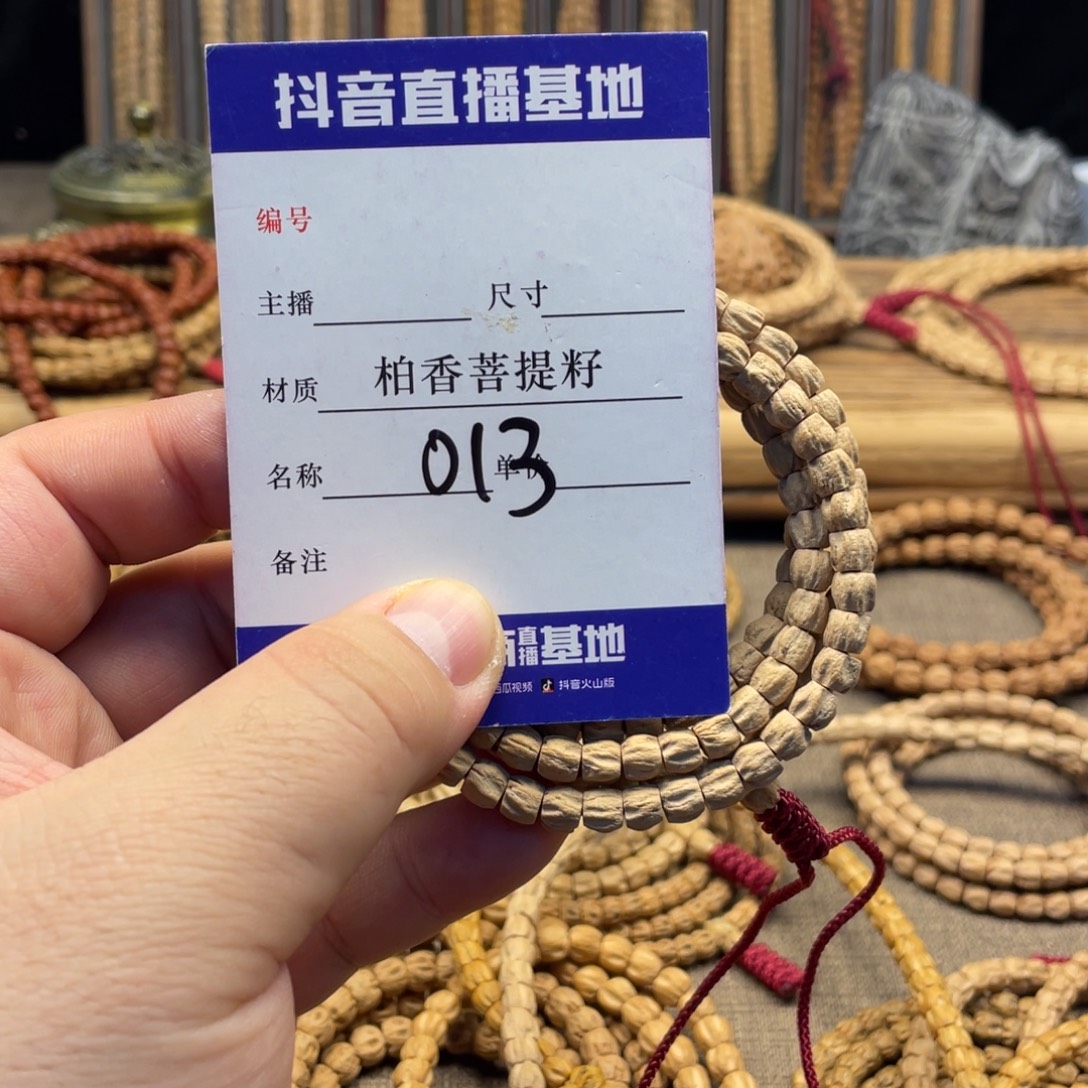 抖音直播基地
编号
主播 尺寸
材质 柏香菩提籽
名称 013 单价
备注
直播基地
西瓜视频 抖音火山版